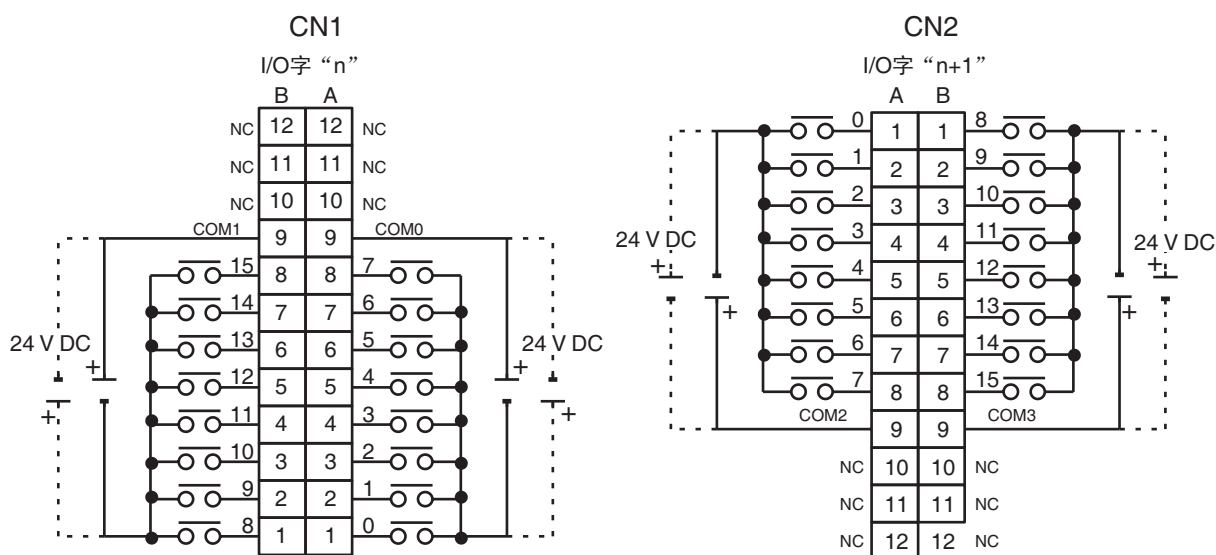 CN1
I/O字“n”
B A
NC 12 12 NC
NC 11 11 NC
NC 10 10 NC
COM1 9 9 COM0
15 8 8 7
14 7 7 6
13 6 6 5
12 5 5 4
11 4 4 3
10 3 3 2
9 2 2 1
8 1 1 0
24 V DC
+
+
24 V DC
+
+
CN2
I/O字“n+1”
A B
0 1 1 8
1 2 2 9
2 3 3 10
3 4 4 11
4 5 5 12
5 6 6 13
6 7 7 14
7 8 8 15
COM2 9 9 COM3
NC 10 10 NC
NC 11 11 NC
NC 12 12 NC
24 V DC
+
+
24 V DC
+
+